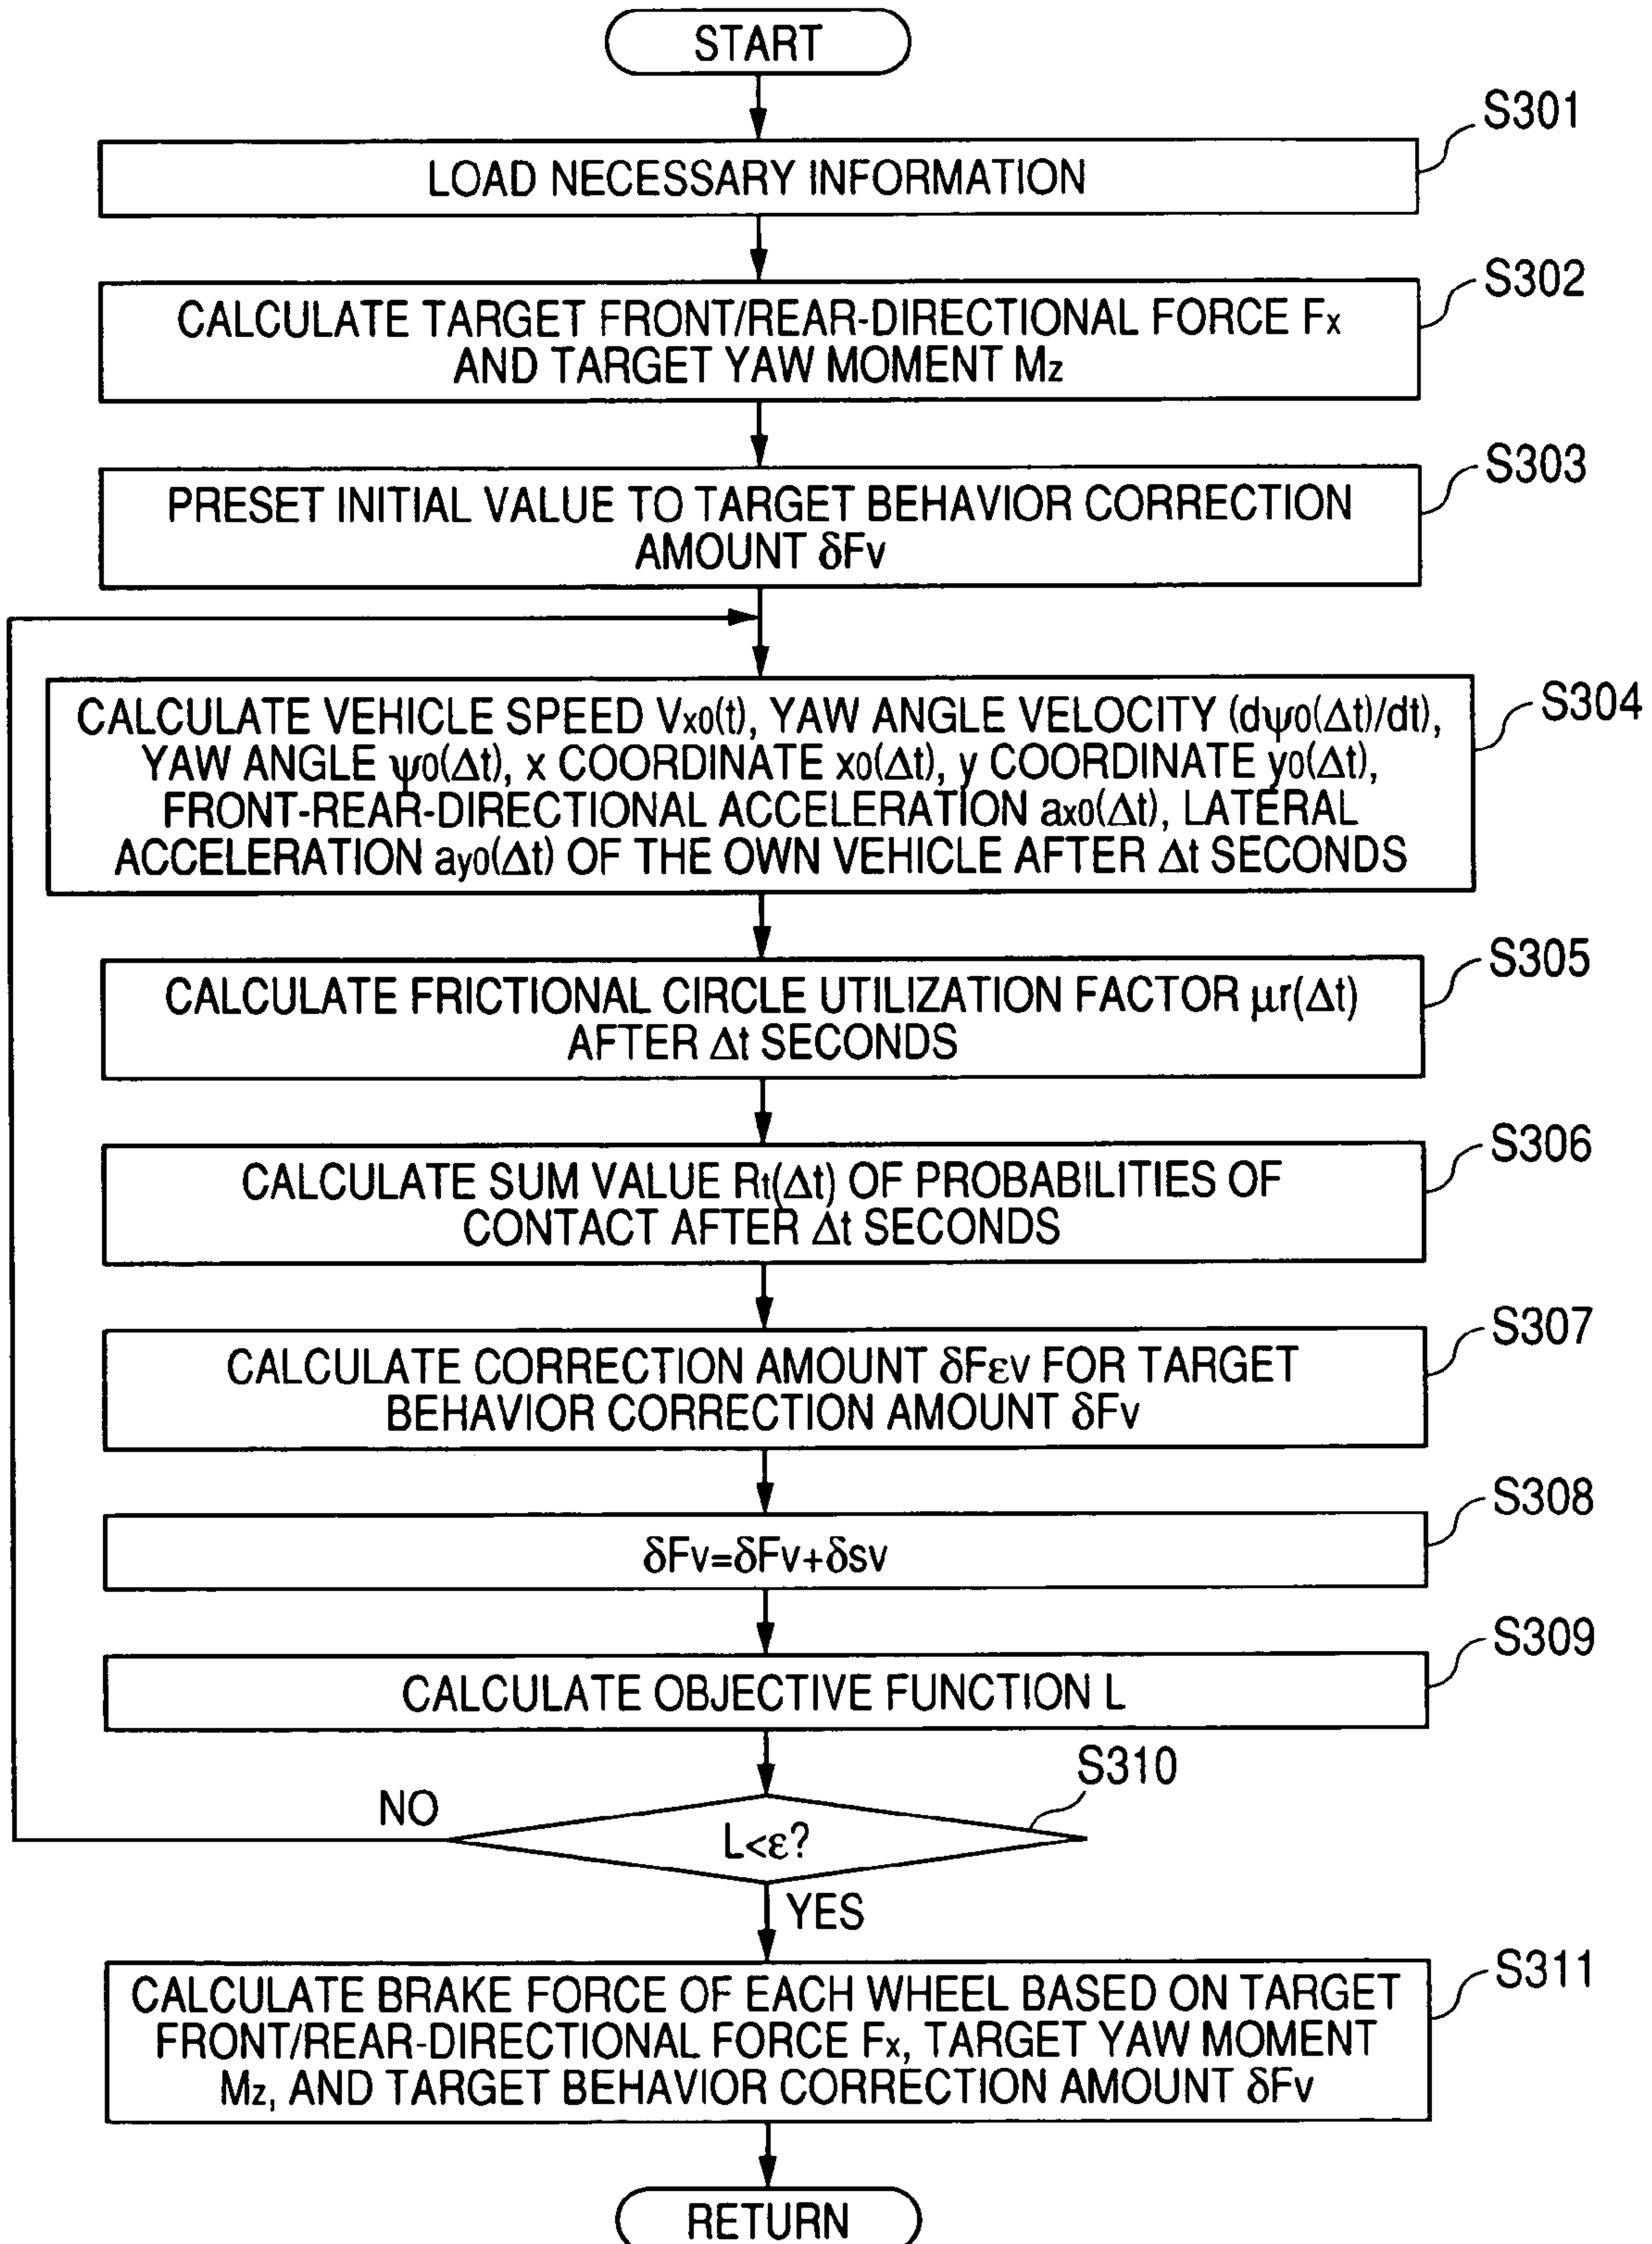 START
S301
LOAD NECESSARY INFORMATION
S302
CALCULATE TARGET FRONT/REAR-DIRECTIONAL FORCE Fx
AND TARGET YAW MOMENT Mz
S303
PRESET INITIAL VALUE TO TARGET BEHAVIOR CORRECTION
AMOUNT δFv
S304
CALCULATE VEHICLE SPEED Vx0(t), YAW ANGLE VELOCITY (dψ0(Δt)/dt),
YAW ANGLE ψ0(Δt), x COORDINATE x0(Δt), y COORDINATE y0(Δt),
FRONT-REAR-DIRECTIONAL ACCELERATION ax0(Δt), LATERAL
ACCELERATION ay0(Δt) OF THE OWN VEHICLE AFTER Δt SECONDS
S305
CALCULATE FRICTIONAL CIRCLE UTILIZATION FACTOR μr(Δt)
AFTER Δt SECONDS
S306
CALCULATE SUM VALUE Rt(Δt) OF PROBABILITIES OF
CONTACT AFTER Δt SECONDS
S307
CALCULATE CORRECTION AMOUNT δFεv FOR TARGET
BEHAVIOR CORRECTION AMOUNT δFv
S308
δFv=δFv+δsv
S309
CALCULATE OBJECTIVE FUNCTION L
S310
NO
L<ε?
YES
S311
CALCULATE BRAKE FORCE OF EACH WHEEL BASED ON TARGET
FRONT/REAR-DIRECTIONAL FORCE Fx, TARGET YAW MOMENT
Mz, AND TARGET BEHAVIOR CORRECTION AMOUNT δFv
RETURN